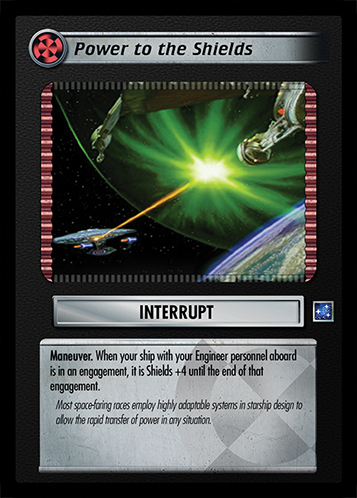 Power to the Shields
INTERRUPT
Maneuver. When your ship with your Engineer personnel aboard
is in an engagement, it is Shields +4 until the end of that
engagement.
Most space-faring races employ highly adaptable systems in starship design to
allow the rapid transfer of power in any situation.